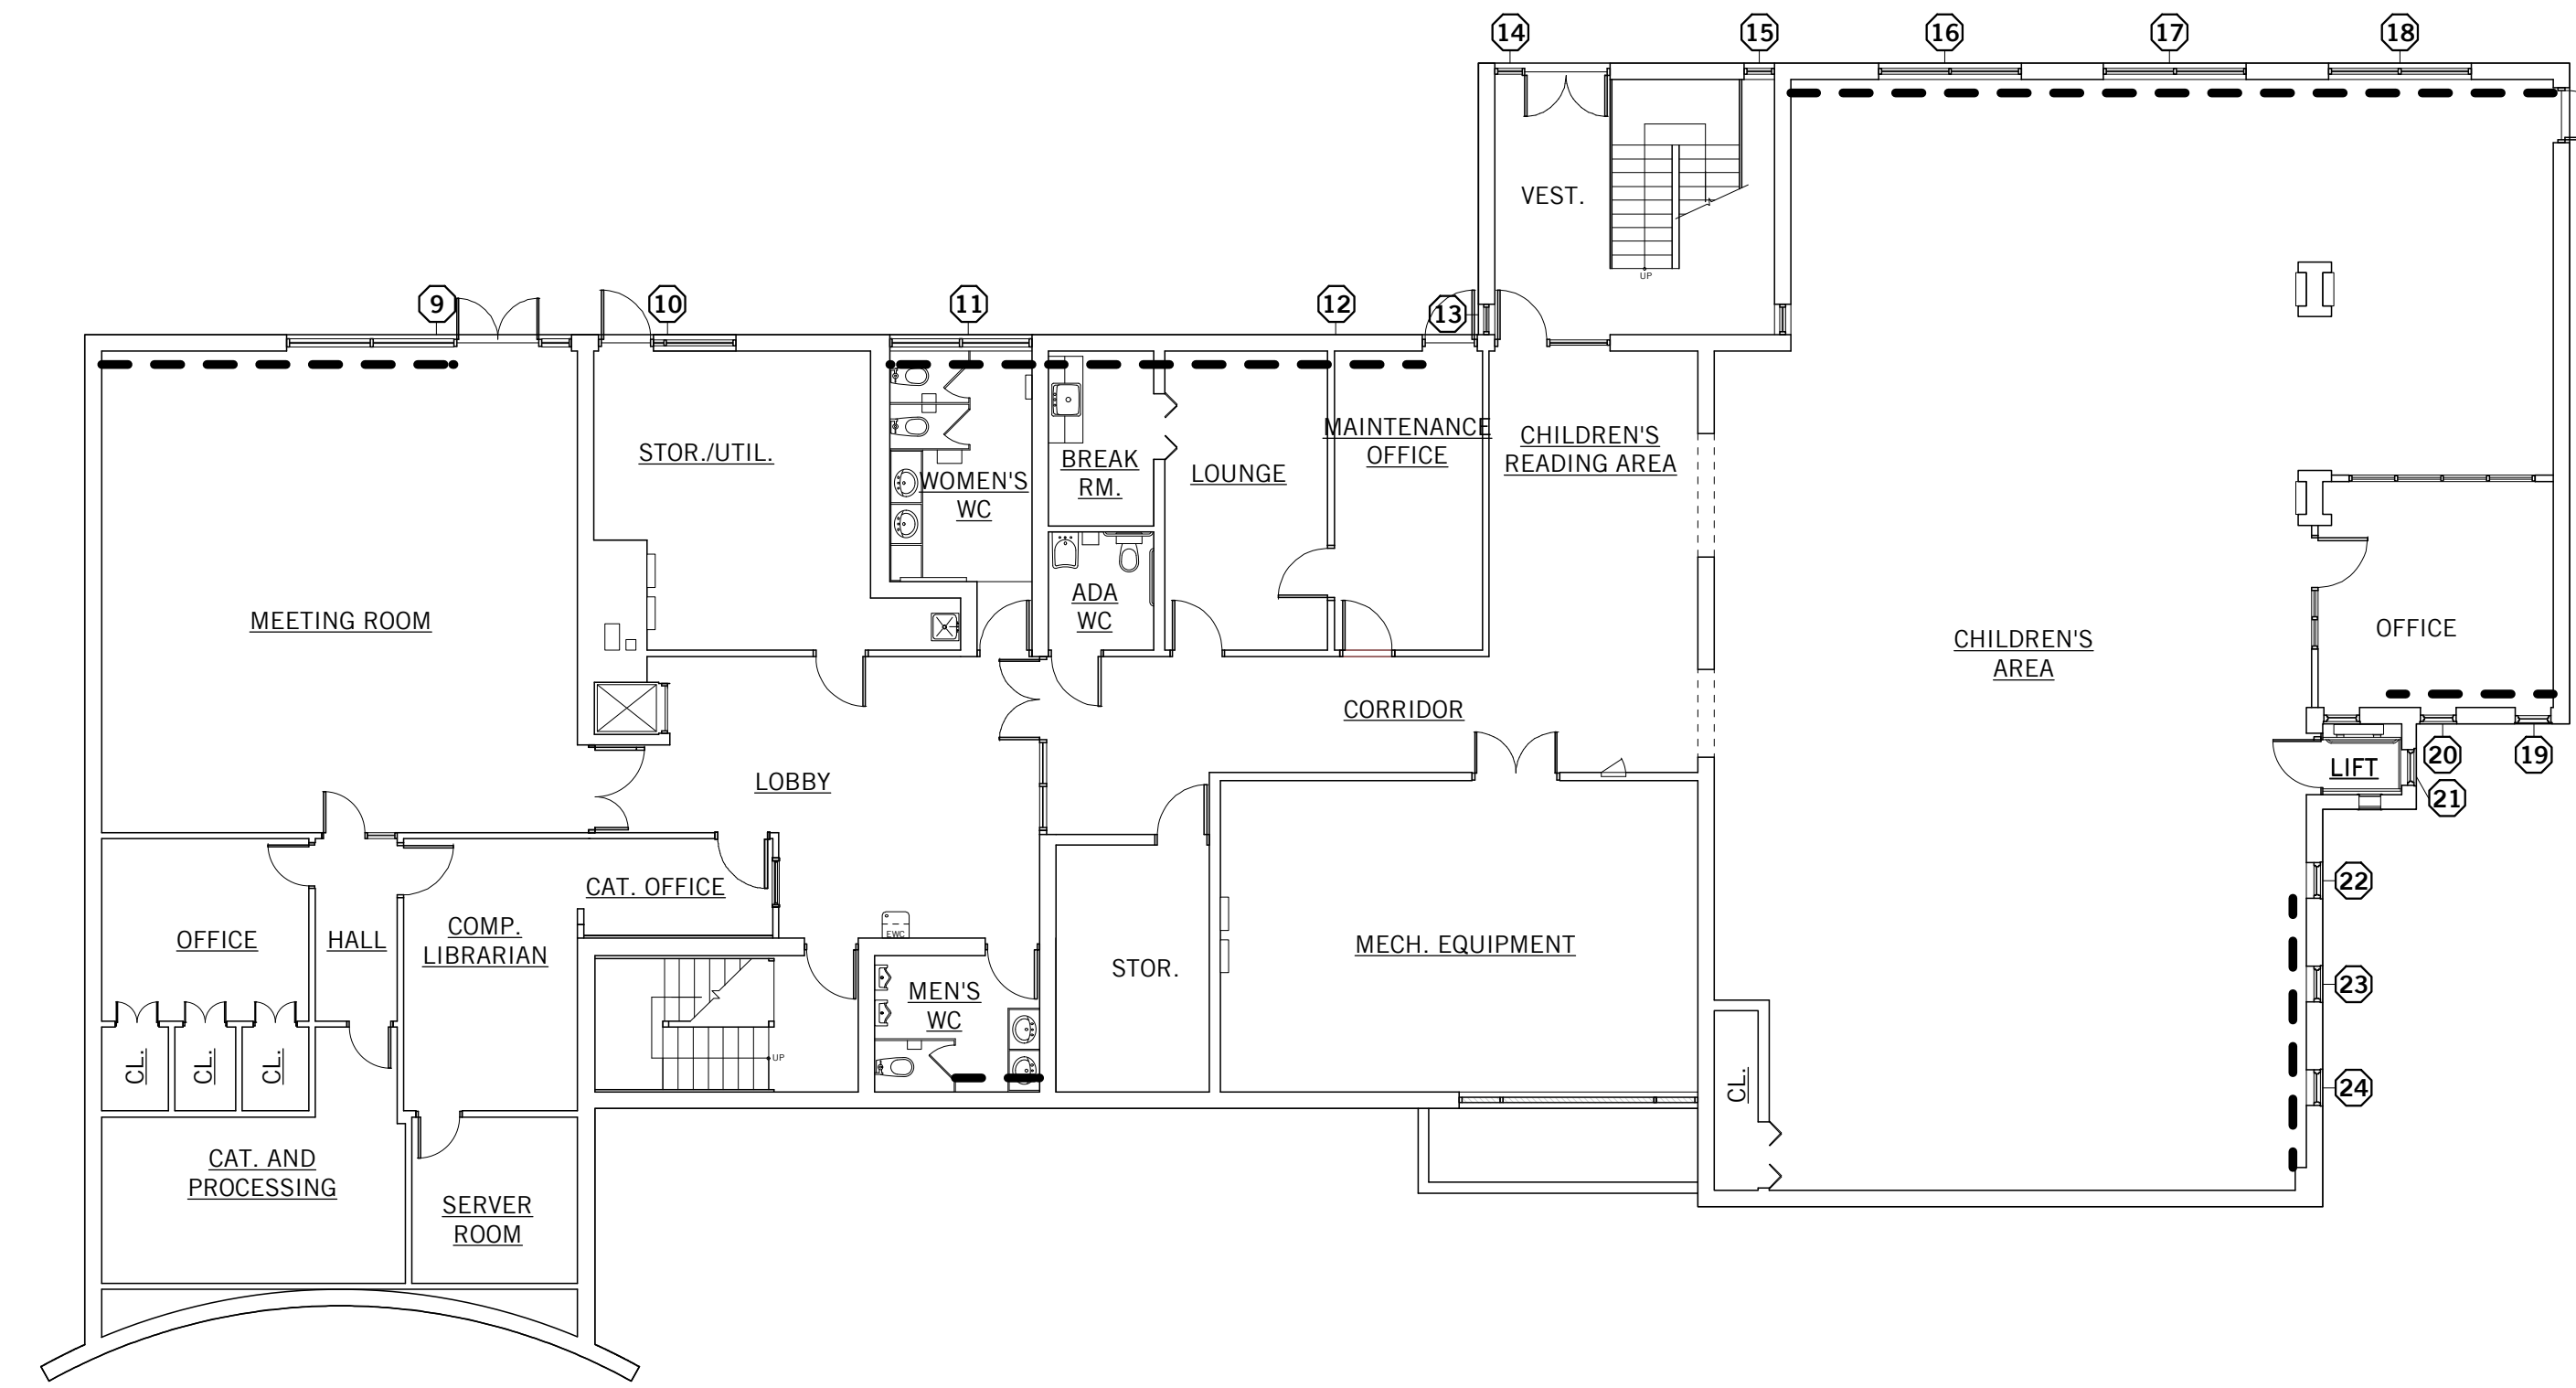 14
15
16
17
18
VEST.
UP
9
10
11
12
13
MAINTENANCE
OFFICE
CHILDREN'S
READING AREA
STOR./UTIL.
BREAK
RM.
LOUNGE
WOMEN'S
WC
ADA
WC
MEETING ROOM
CHILDREN'S
AREA
OFFICE
CORRIDOR
LOBBY
LIFT
20
19
21
CAT. OFFICE
22
OFFICE
HALL
COMP.
LIBRARIAN
EWC
MECH. EQUIPMENT
STOR.
23
MEN'S
WC
UP
CL.
CL.
CL.
CL.
24
CAT. AND
PROCESSING
SERVER
ROOM